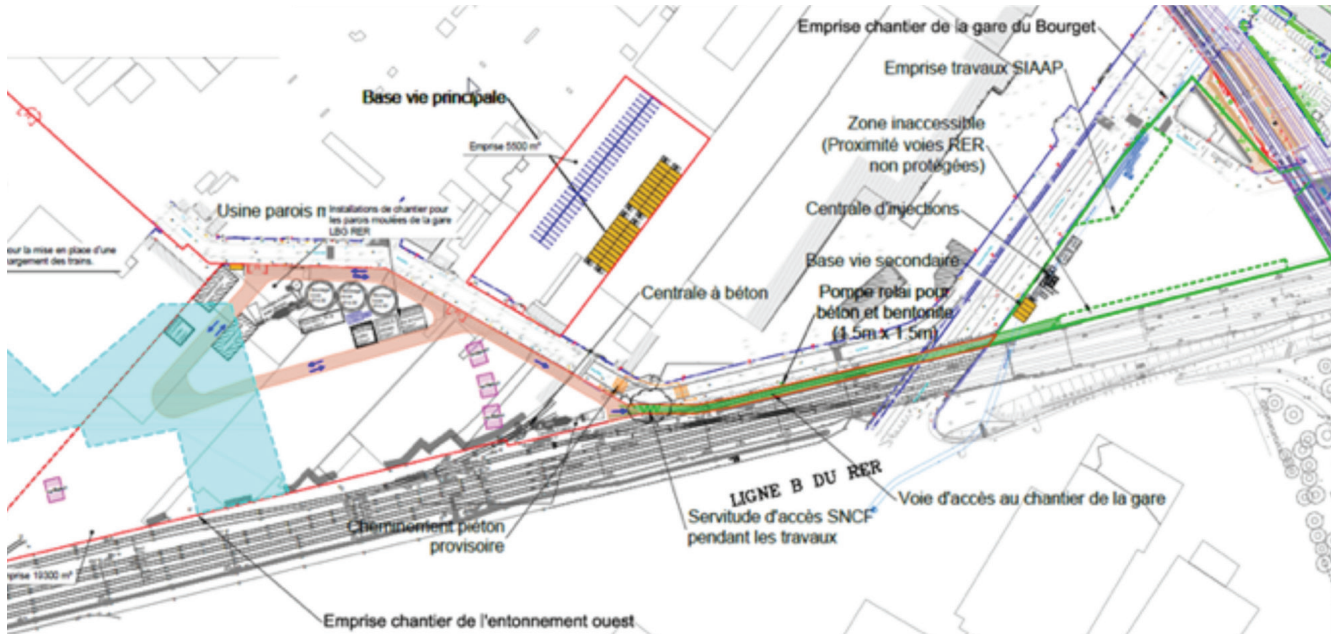 Emprise chantier de la gare du Bourget
Emprise travaux SIAAP
Base vie principale
Zone inaccessible
(Proximité voies RER
non protégées)
Emprise 5500 m²
Usine parois
Installations de chantier pour
les parois moulées de la gare
LBG RER
Centrale d'injections
our la mise en place d'une
argement des trains.
Base vie secondaire
Centrale à béton
Pompe relai pour
béton et bentonite
(1.5m x 1.5m)
LIGNE B DU RER
Voie d'accès au chantier de la gare
Servitude d'accès SNCF
pendant les travaux
Cheminement piéton
provisoire
mprise 19300 m²
Emprise chantier de l'entonnement ouest